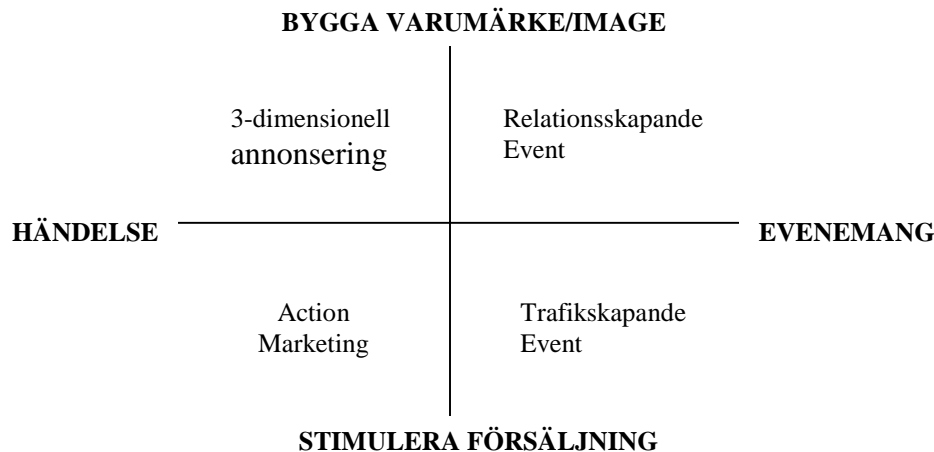 BYGGA VARUMÄRKE/IMAGE
3-dimensionell
annonsering
Relationsskapande
Event
HÄNDELSE
EVENEMANG
Action
Marketing
Trafikskapande
Event
STIMULERA FÖRSÄLJNING